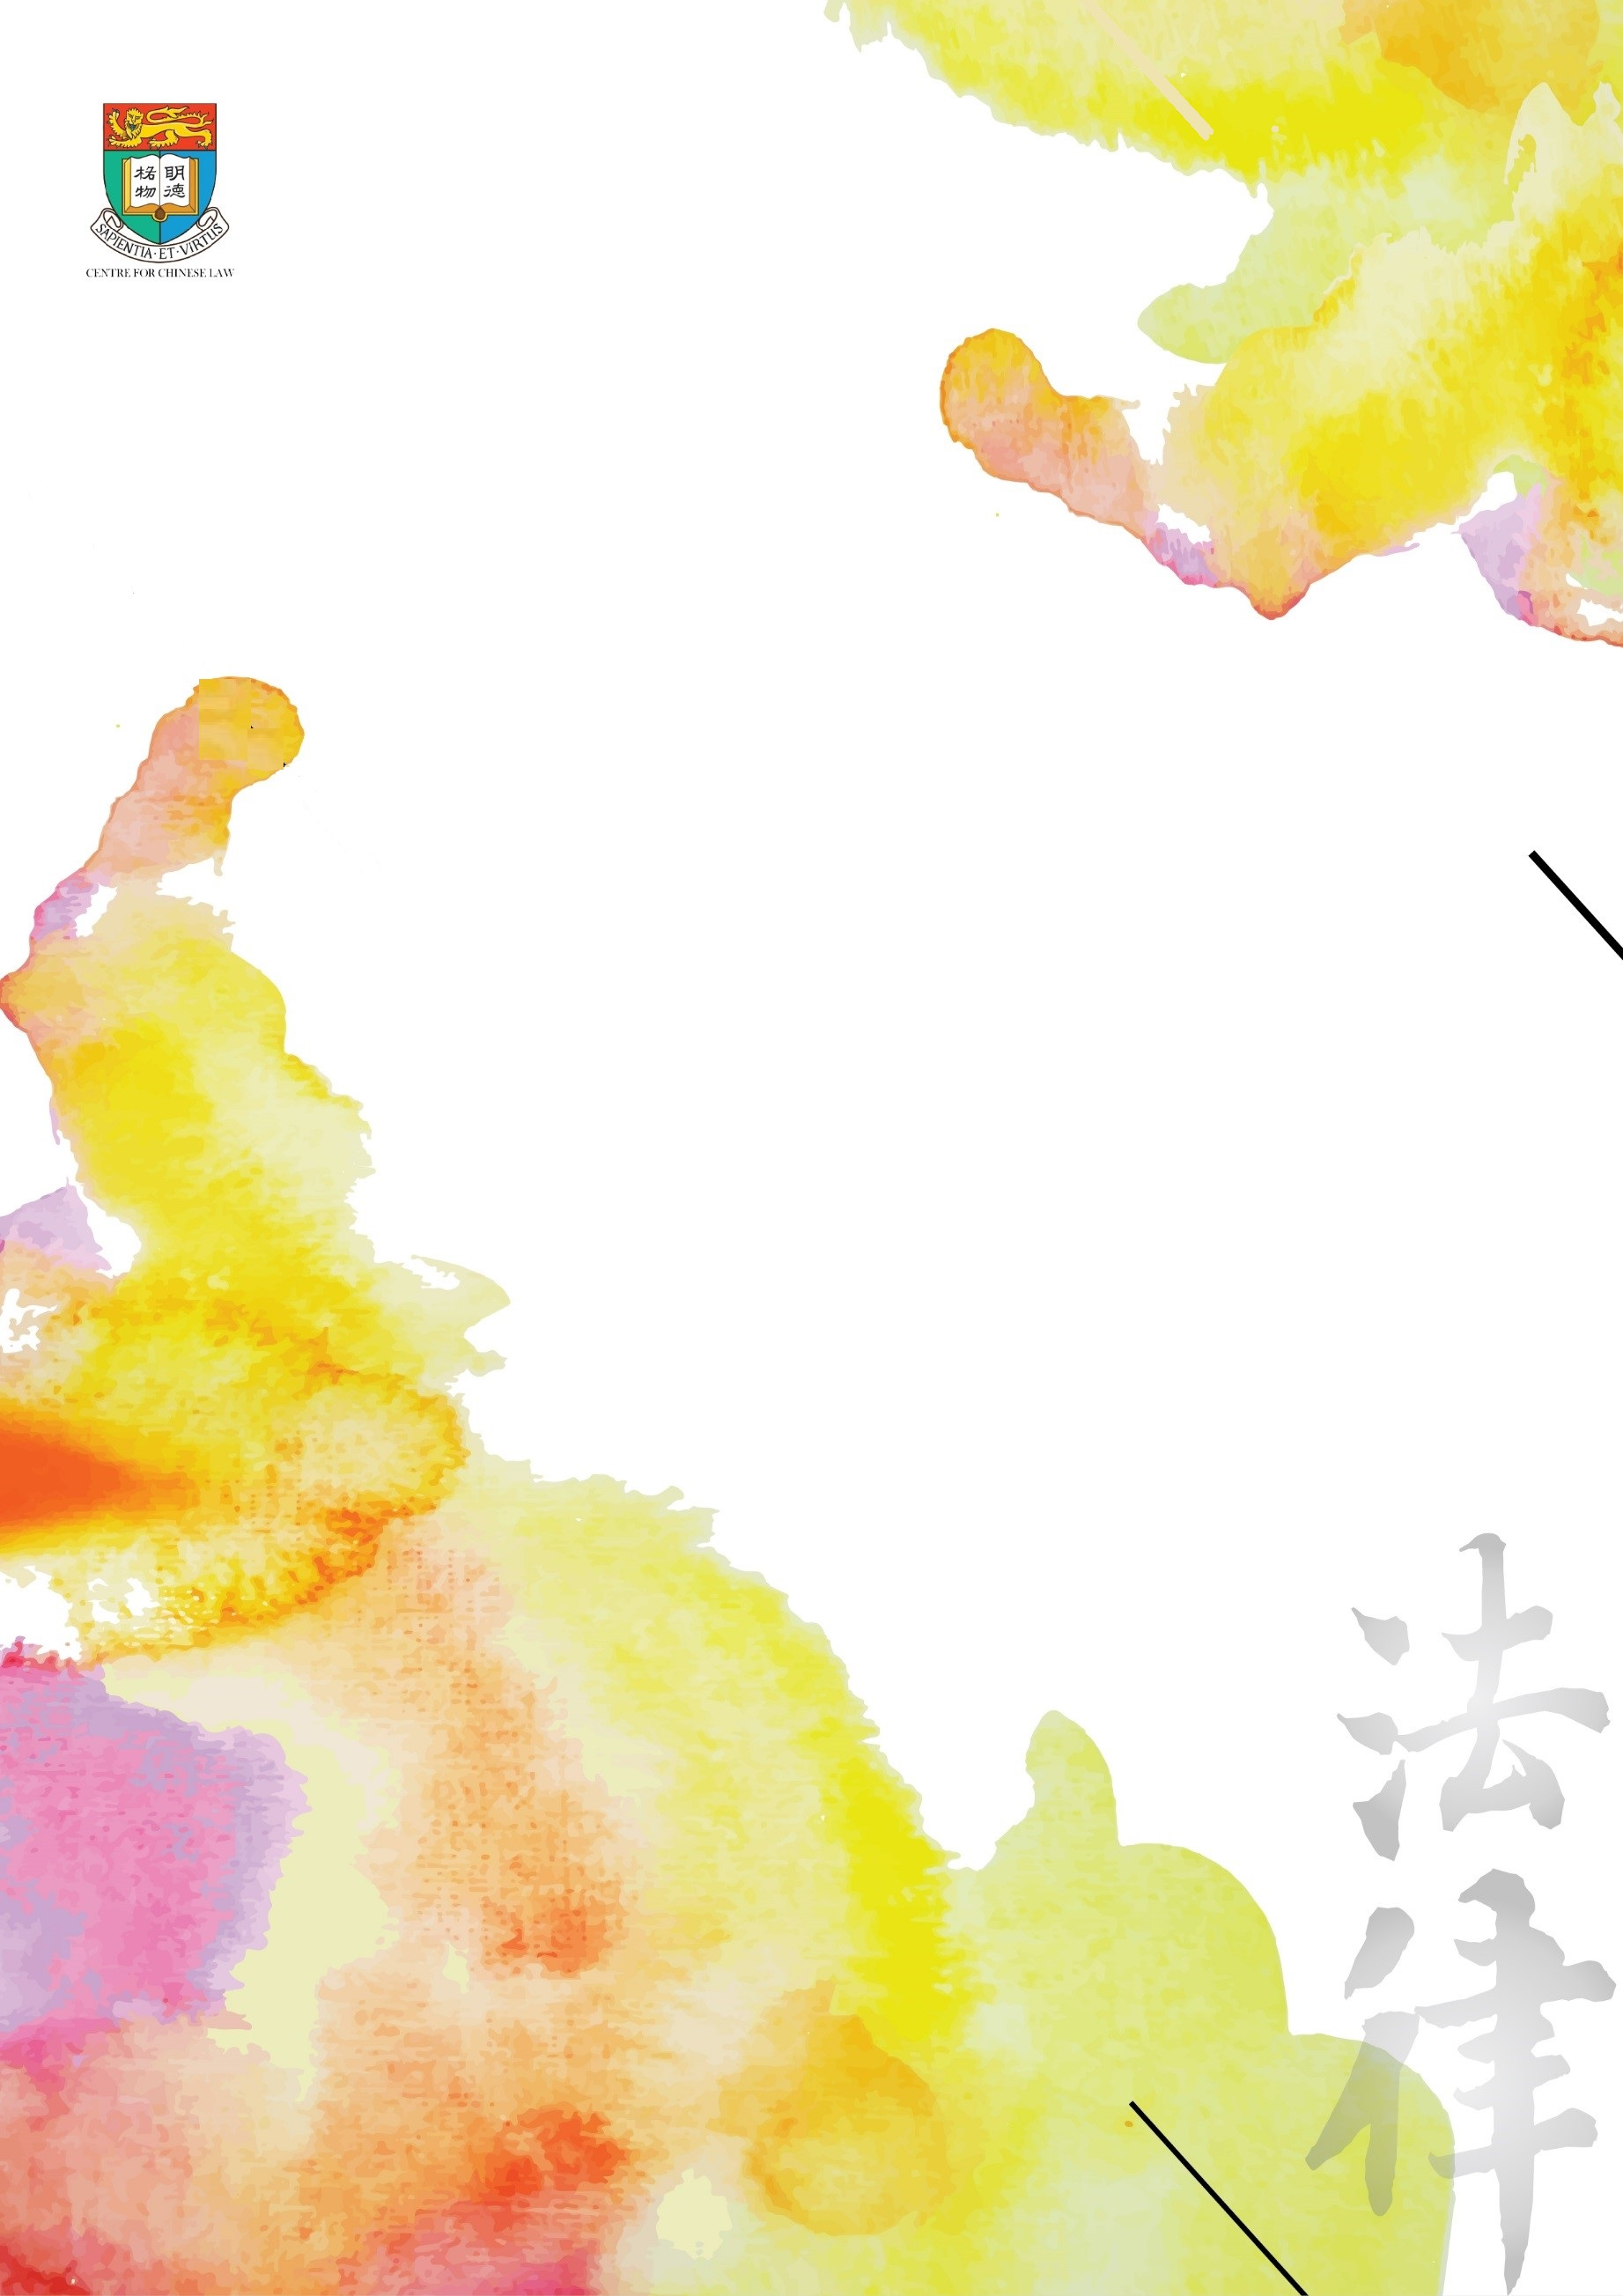 明德
格物
SAPIENTIA·ET·VIRTUS
CENTRE FOR CHINESE LAW
法律